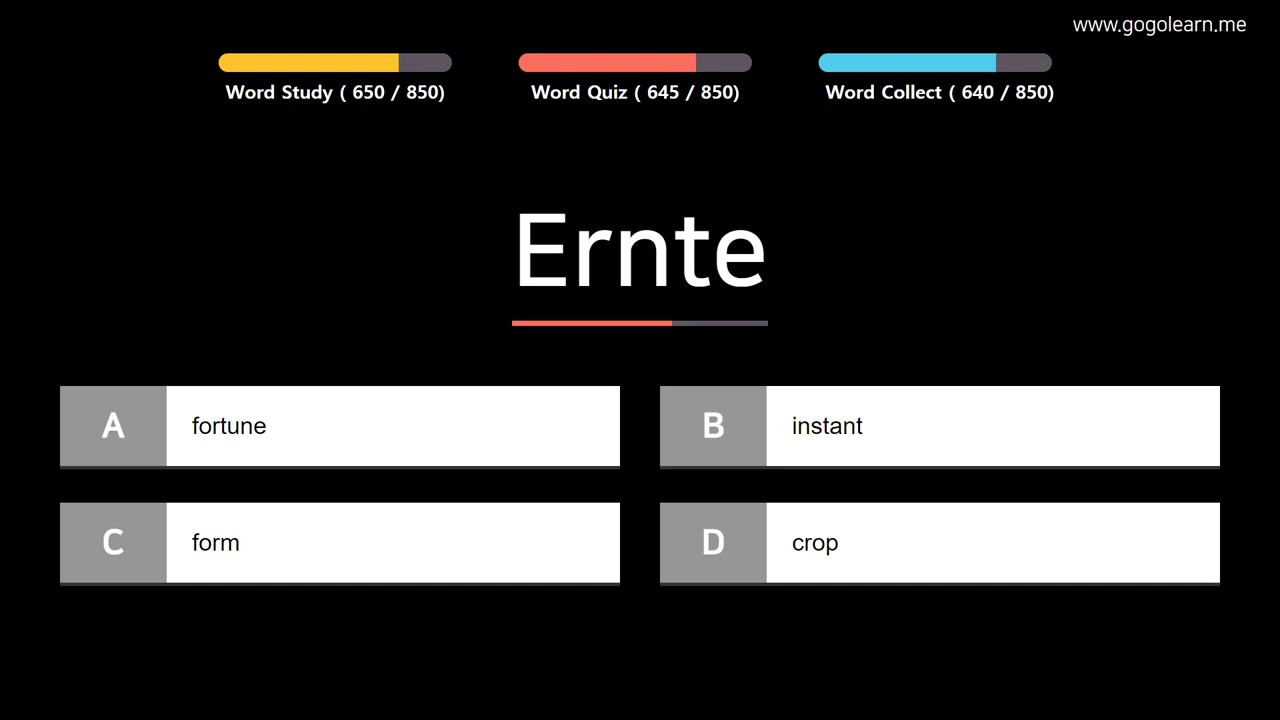 www.gogolearn.me
Word Study ( 650 / 850)
Word Quiz ( 645 / 850)
Word Collect ( 640 / 850)
Ernte
A
fortune
B
instant
C
form
D
crop